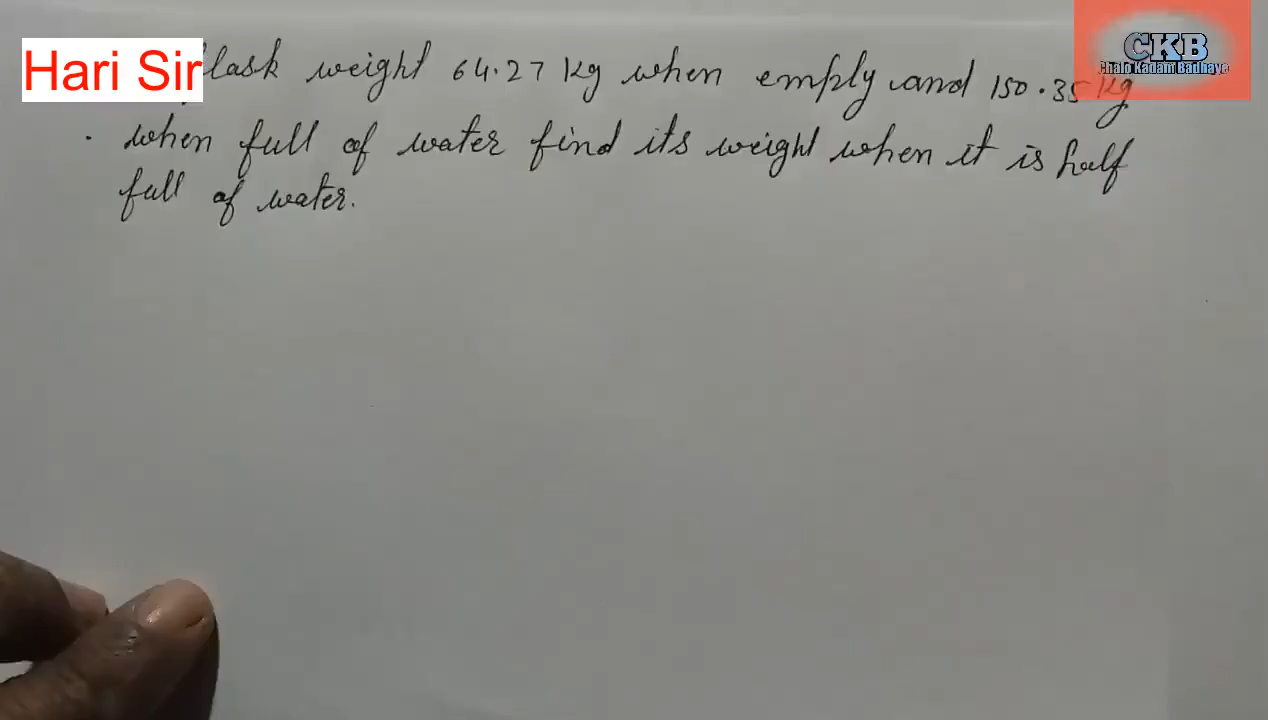 Hari Sir
flask weight 64.27 kg when emply and 150.35 kg
when full of water find its weight when it is half
full of water.
CKB
Chalo Kadam Badhaye